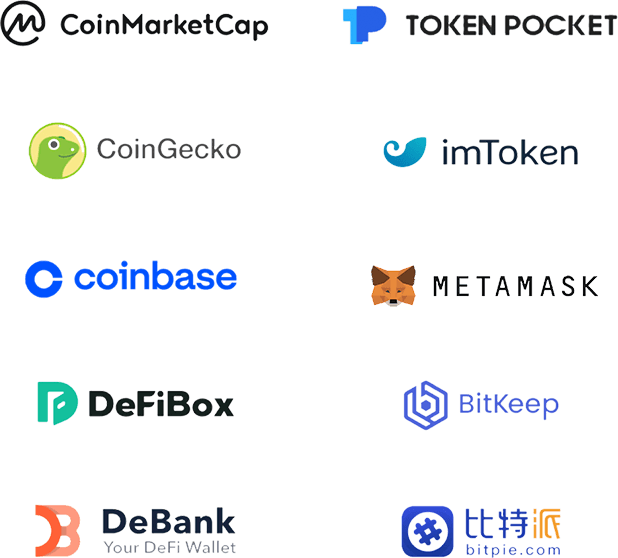 CoinMarketCap
TOKEN POCKET
CoinGecko
imToken
coinbase
METAMASK
DeFiBox
BitKeep
DeBank
Your DeFi Wallet
比特派
bitpie.com